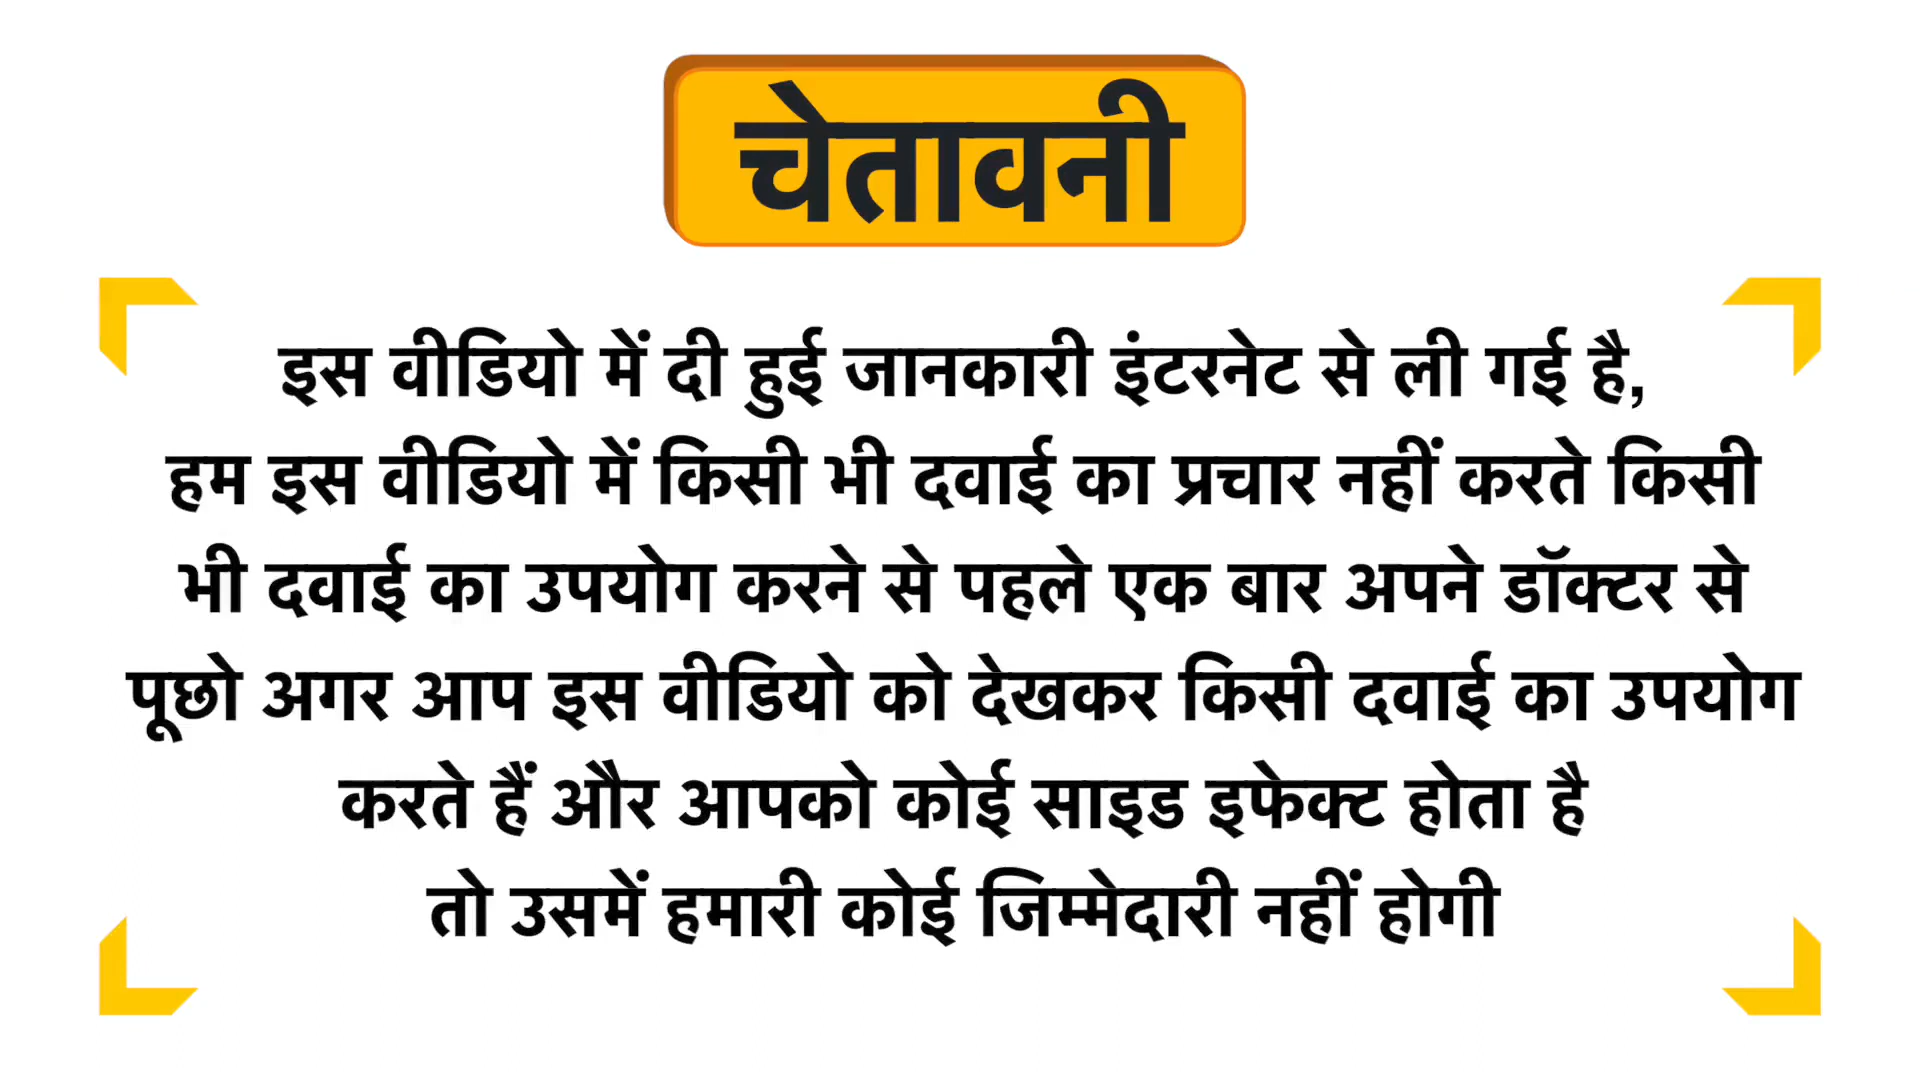 चेतावनी
इस वीडियो में दी हुई जानकारी इंटरनेट से ली गई है,
हम इस वीडियो में किसी भी दवाई का प्रचार नहीं करते किसी
भी दवाई का उपयोग करने से पहले एक बार अपने डॉक्टर से
पूछो अगर आप इस वीडियो को देखकर किसी दवाई का उपयोग
करते हैं और आपको कोई साइड इफेक्ट होता है
तो उसमें हमारी कोई जिम्मेदारी नहीं होगी